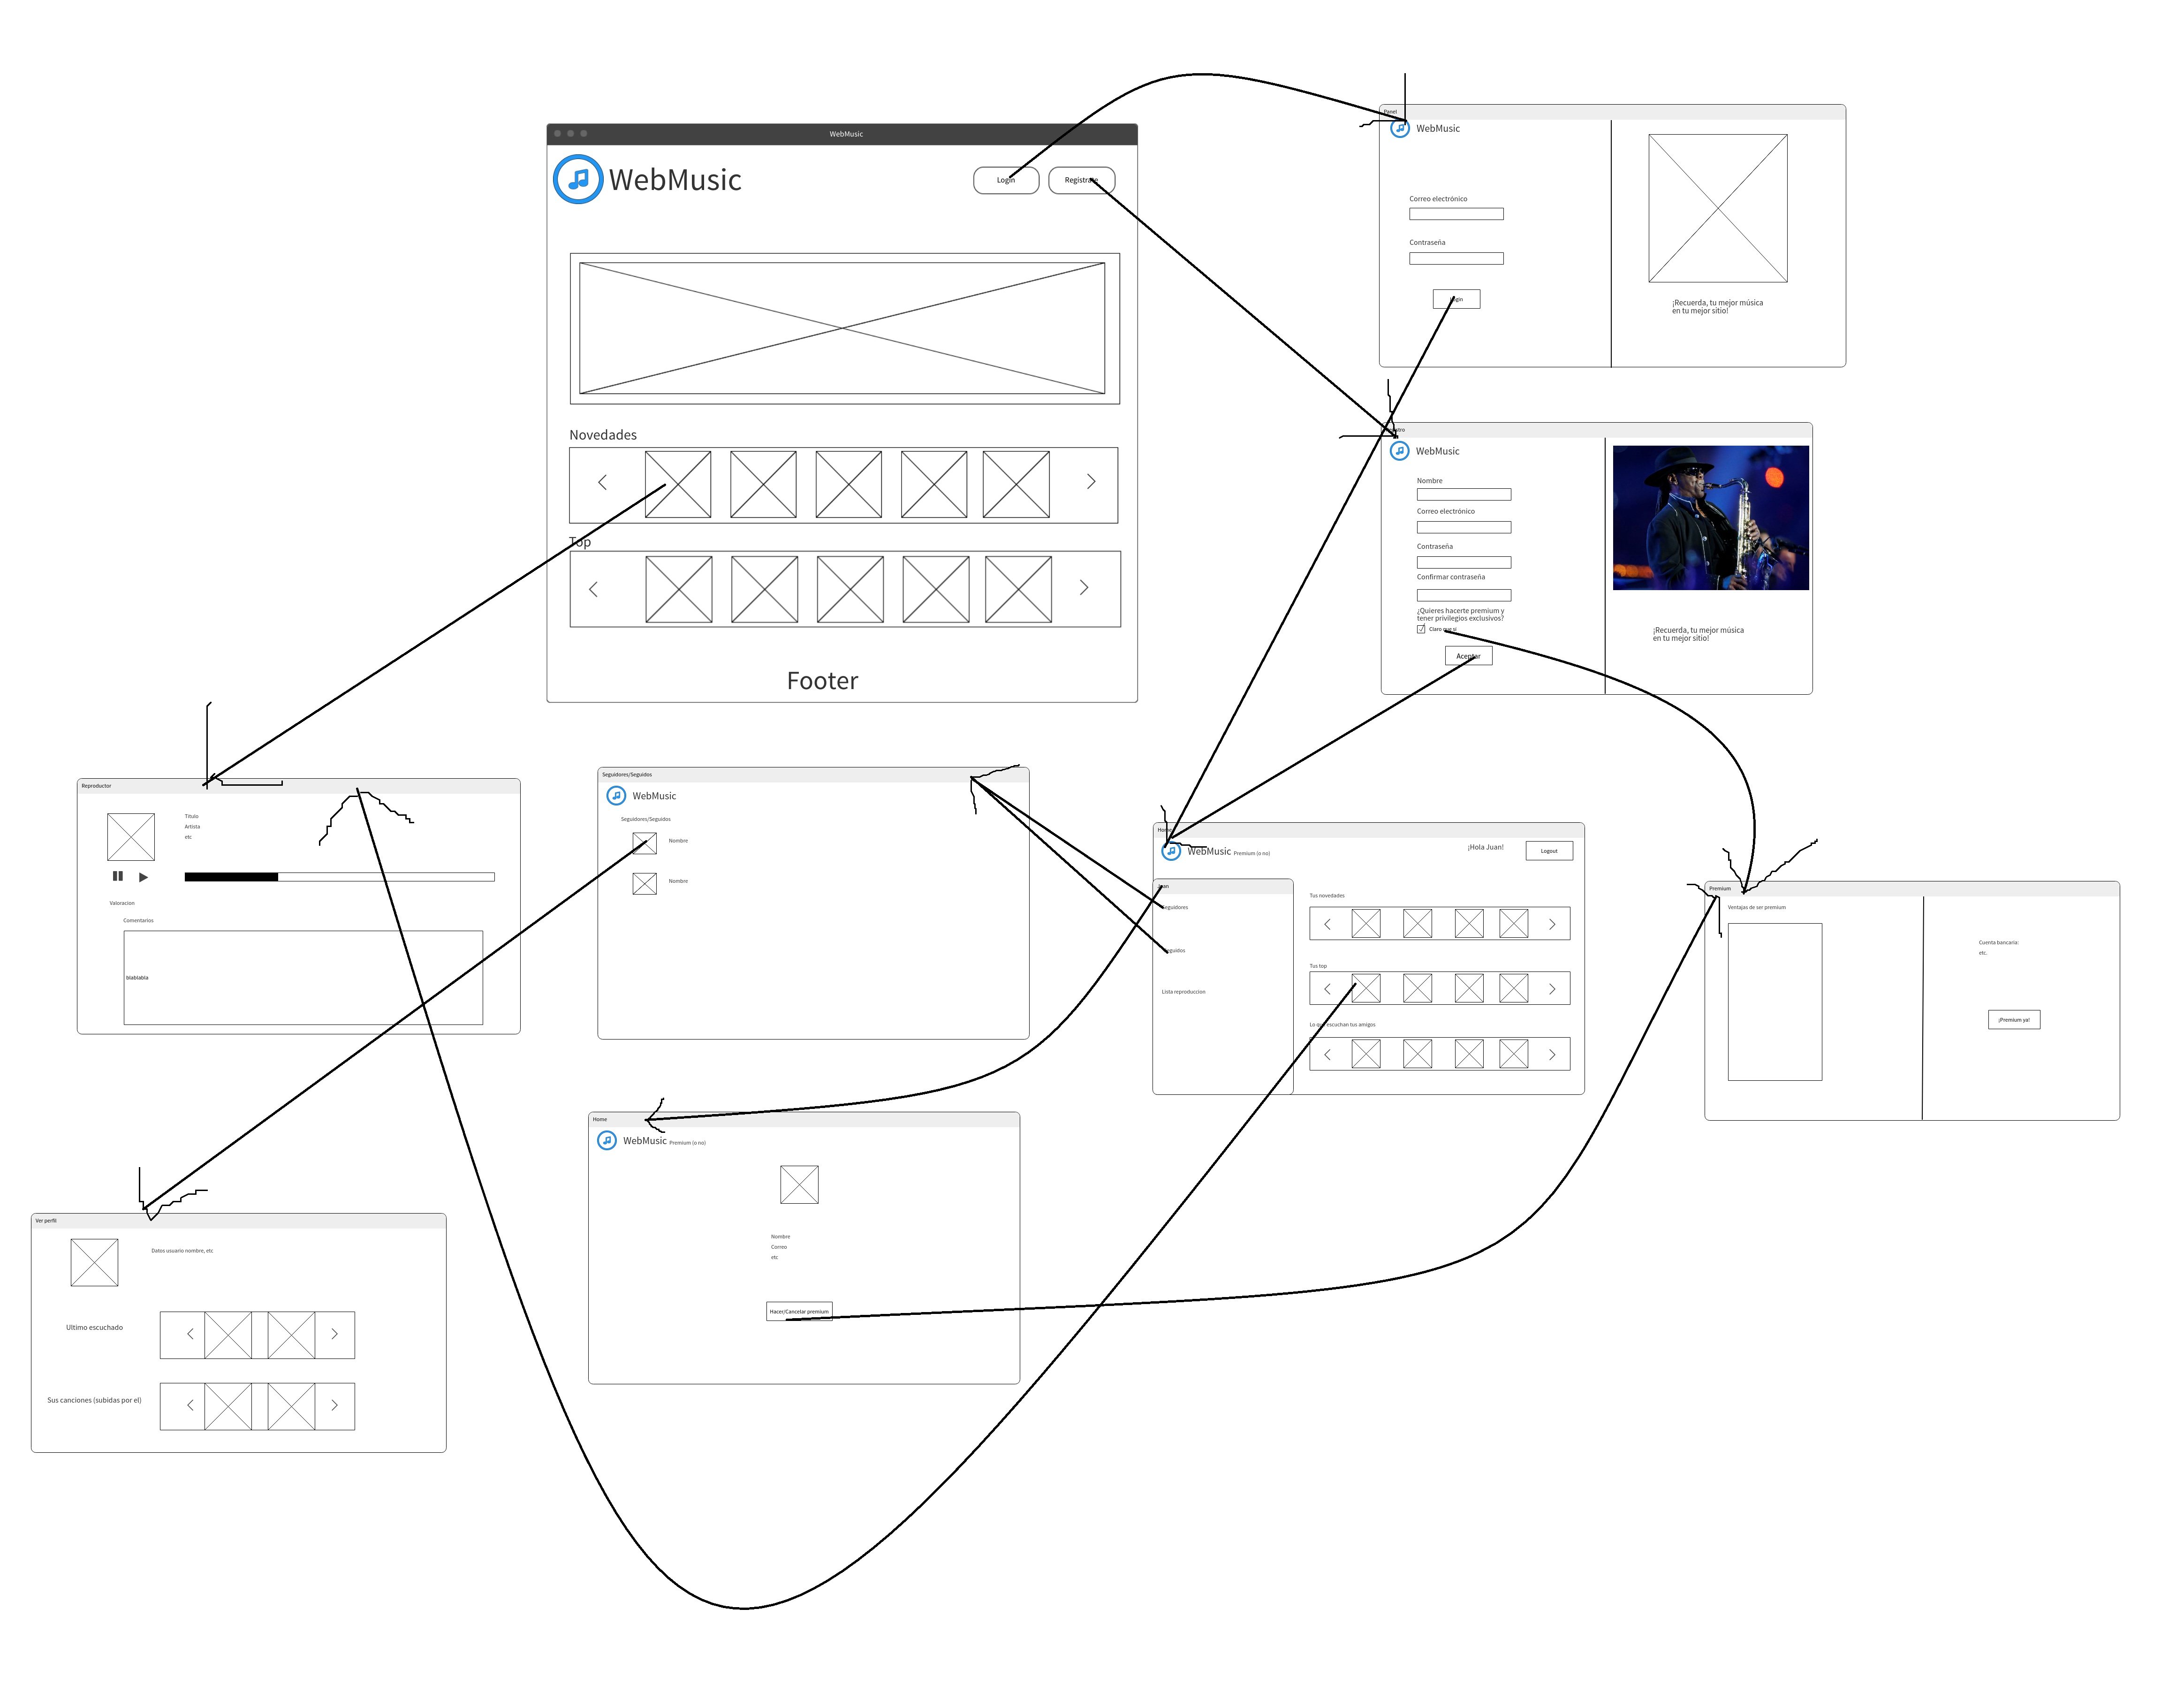 WebMusic
WebMusic
Login
Registrate
Novedades
Top
Footer
Panel
WebMusic
Correo electrónico
Contraseña
Login
¡Recuerda, tu mejor música
en tu mejor sitio!
WebMusic
Nombre
Correo electrónico
Contraseña
Confirmar contraseña
¿Quieres hacerte premium y
tener privilegios exclusivos?
Claro que si
Aceptar
¡Recuerda, tu mejor música
en tu mejor sitio!
Reproductor
Titulo
Artista
etc
Valoracion
Comentarios
blablabla
Seguidores/Seguidos
WebMusic
Seguidores/Seguidos
Nombre
Nombre
Home
WebMusic Premium (o no)
¡Hola Juan!
Logout
Juan
Seguidores
Seguidos
Lista reproduccion
Tus novedades
Tus top
Lo que escuchan tus amigos
Premium
Ventajas de ser premium
Cuenta bancaria:
etc.
¡Premium ya!
Home
WebMusic Premium (o no)
Nombre
Correo
etc
Hacer/Cancelar premium
Ver perfil
Datos usuario nombre, etc
Ultimo escuchado
Sus canciones (subidas por el)